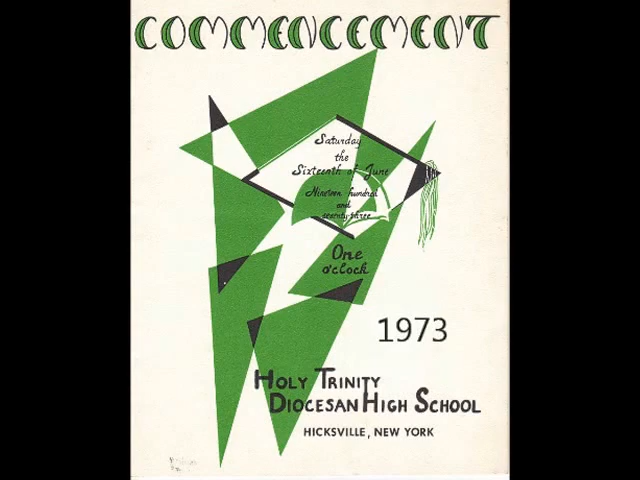 COMMENCEMENT
Saturday
the
Sixteenth of June
Nineteen hundred
and
seventy-three
One
o'clock
1973
HOLY TRINITY
DIOCESAN HIGH SCHOOL
HICKSVILLE, NEW YORK